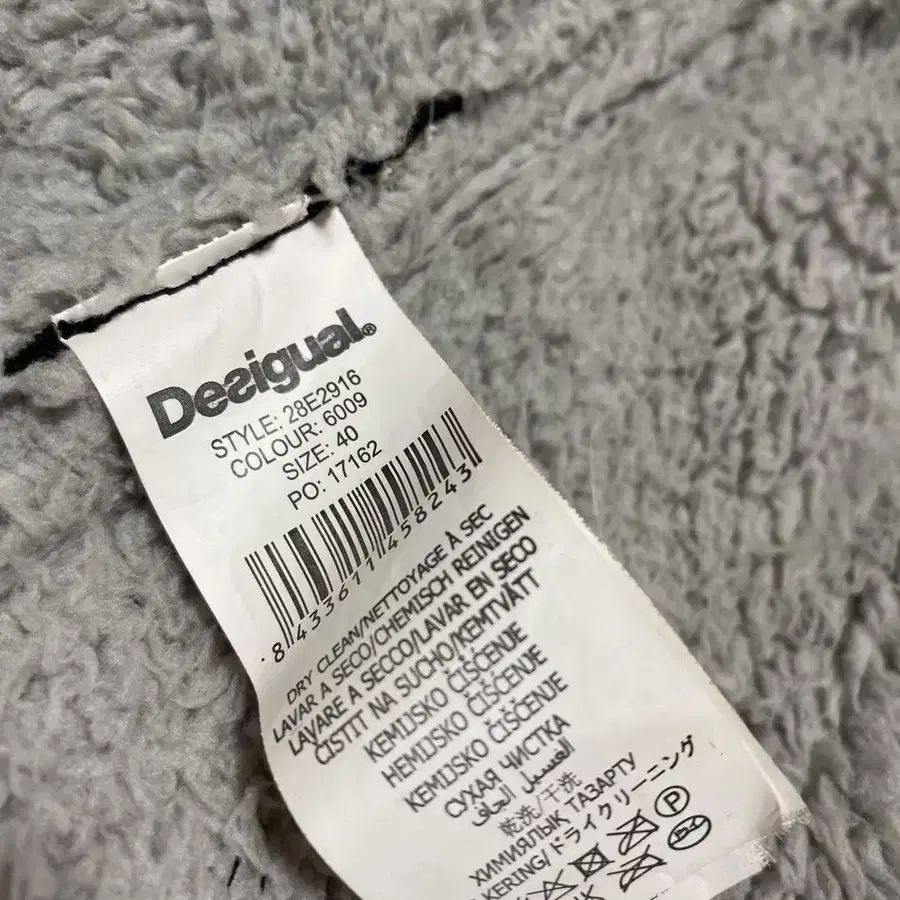 Desigual®
STYLE: 28E2916
COLOUR: 6009
SIZE: 40
PO: 17162
8 433611 458243
DRY CLEAN/NETTOYAGE À SEC
LAVAR A SECO/CHEMISCH REINIGEN
LAVARE A SECCO/LAVAR EN SECO
ČISTIT NA SUCHO/KEMTVÄTT
KEMIJSKO ČIŠĆENJE
HEMIJSKO ČIŠĆENJE
KEMIJSKO ČIŠČENJE
СУХАЯ ЧИСТКА
الغسيل الجاف
乾洗/干洗
ХИМИЯЛЫК ТАЗАРТУ
KERING/ドライクリーニング
P